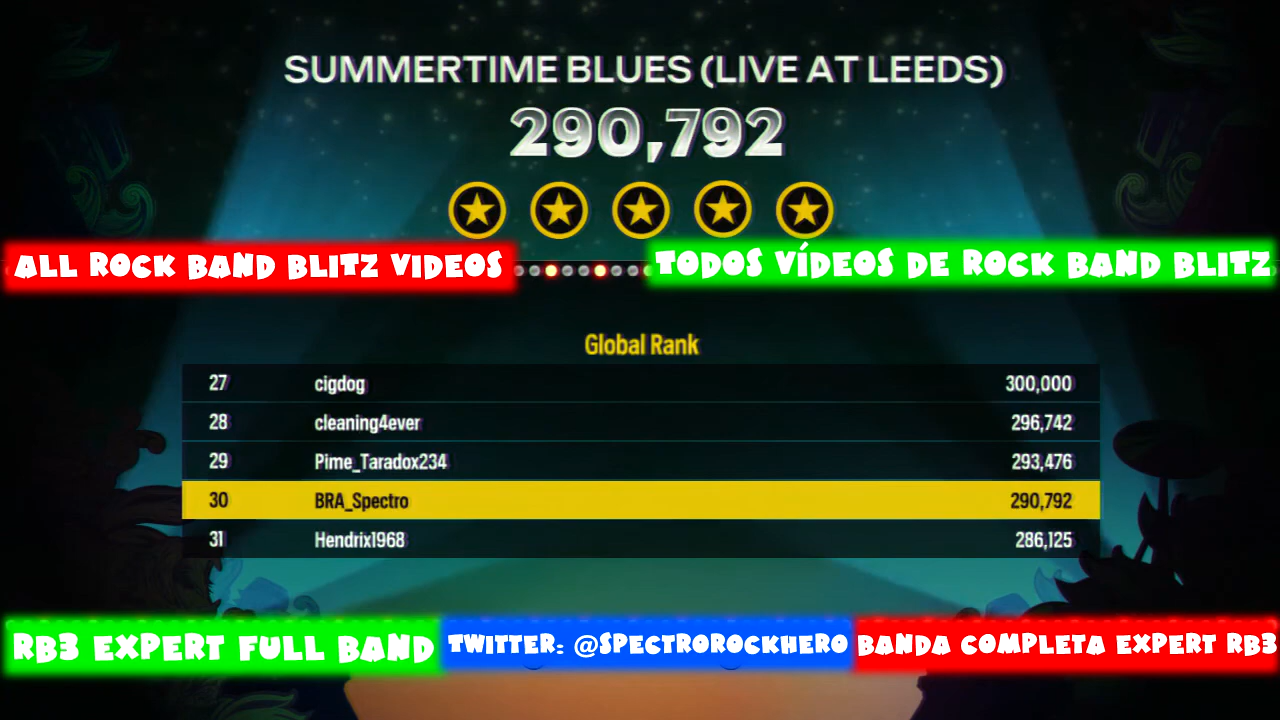 SUMMERTIME BLUES (LIVE AT LEEDS)
290,792
ALL ROCK BAND BLITZ VIDEOS
TODOS VÍDEOS DE ROCK BAND BLITZ
Global Rank
27 cigdog 300,000
28 cleaning4ever 296,742
29 Pime_Taradox234 293,476
30 BRA_Spectro 290,792
31 Hendrix1968 286,125
RB3 EXPERT FULL BAND
TWITTER: @SPECTROROCKHERO
BANDA COMPLETA EXPERT RB3